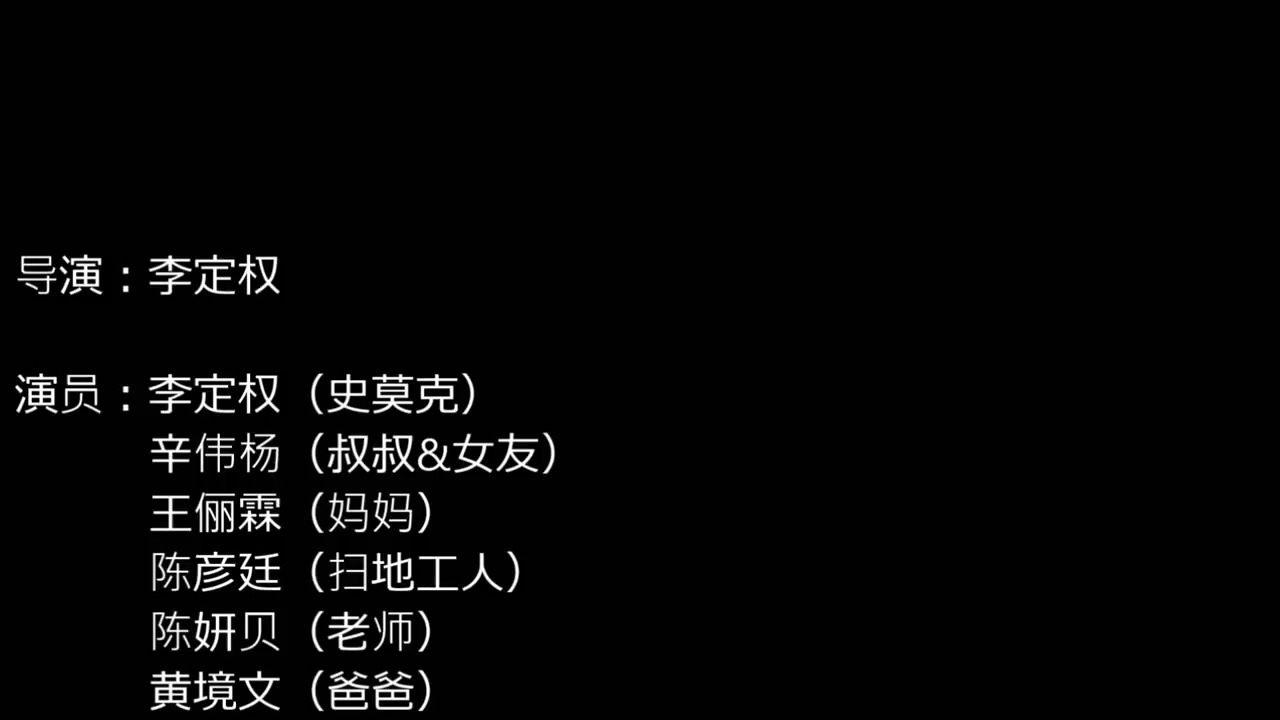 导演：李定权
演员：李定权（史莫克）
辛伟杨（叔叔&女友）
王俪霖（妈妈）
陈彦廷（扫地工人）
陈妍贝（老师）
黄境文（爸爸）